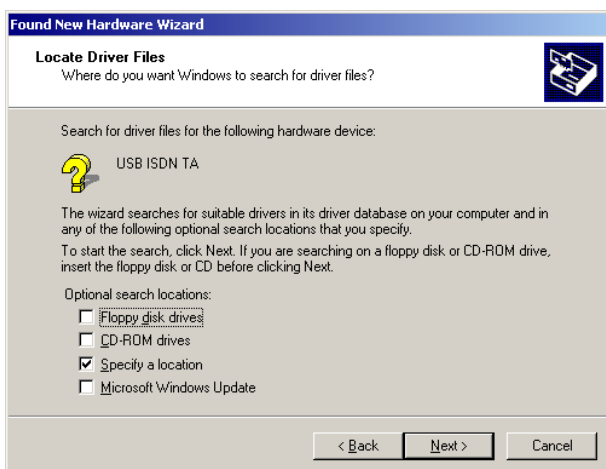 Found New Hardware Wizard
Locate Driver Files
Where do you want Windows to search for driver files?
Search for driver files for the following hardware device:
USB ISDN TA
The wizard searches for suitable drivers in its driver database on your computer and in
any of the following optional search locations that you specify.
To start the search, click Next. If you are searching on a floppy disk or CD-ROM drive,
insert the floppy disk or CD before clicking Next.
Optional search locations:
Floppy disk drives
CD-ROM drives
Specify a location
Microsoft Windows Update
< Back Next > Cancel